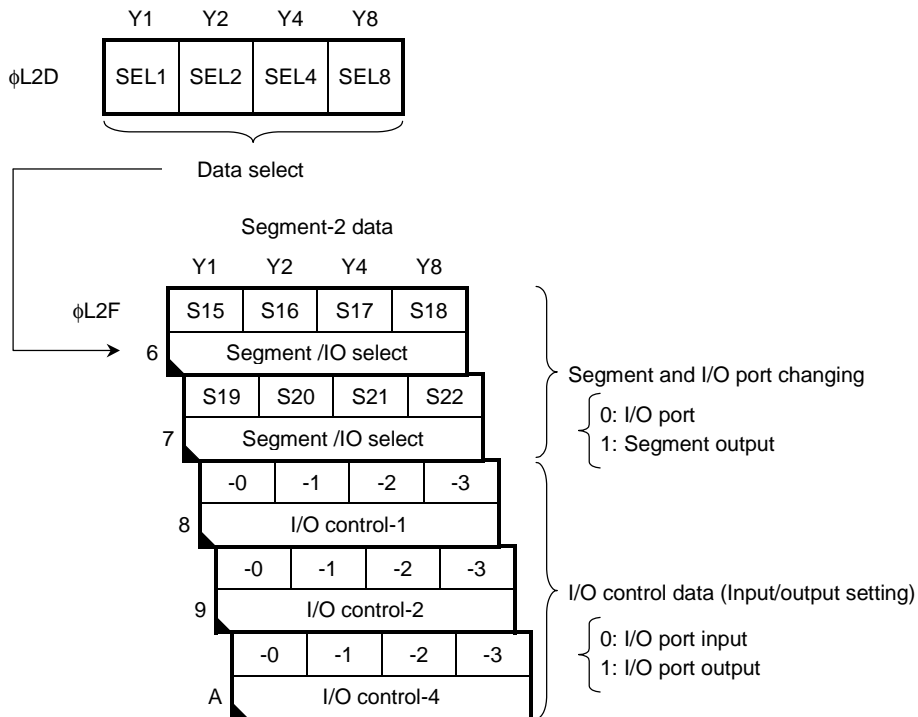 Y1 Y2 Y4 Y8
φL2D SEL1 SEL2 SEL4 SEL8
Data select
Segment-2 data
Y1 Y2 Y4 Y8
φL2F S15 S16 S17 S18
6 Segment /IO select
S19 S20 S21 S22
7 Segment /IO select
Segment and I/O port changing
0: I/O port
1: Segment output
-0 -1 -2 -3
8 I/O control-1
-0 -1 -2 -3
9 I/O control-2
-0 -1 -2 -3
A I/O control-4
I/O control data (Input/output setting)
0: I/O port input
1: I/O port output